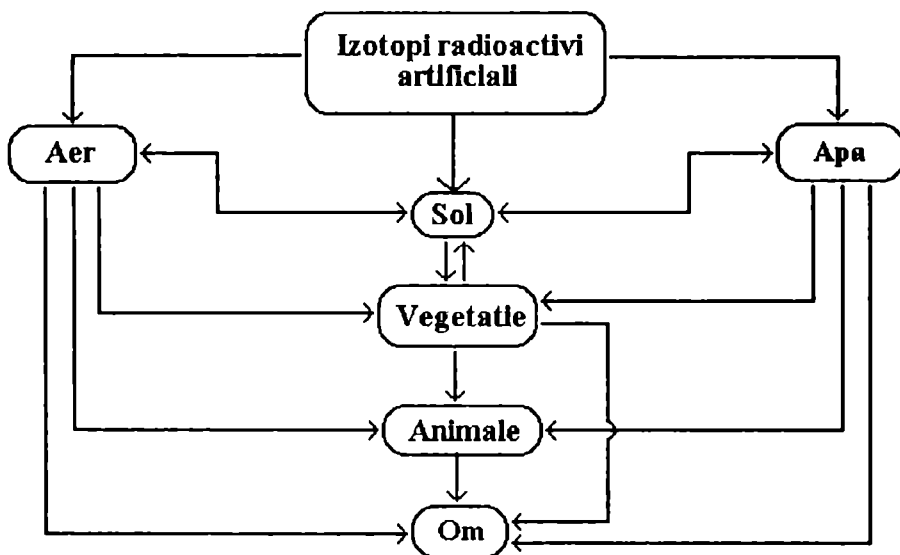 Izotopi radioactivi
artificiali
Aer
Apa
Sol
Vegetatie
Animale
Om